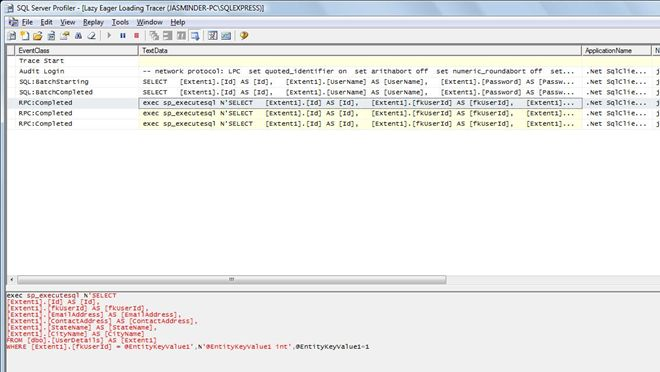 SQL Server Profiler - [Lazy Eager Loading Tracer (JASMINDER-PC\SQLEXPRESS)]
File Edit View Replay Tools Window Help
EventClass TextData ApplicationName N
Trace Start
Audit Login -- network protocol: LPC set quoted_identifier on set arithabort off set numeric_roundabort off set... .Net SqlClie... j
SQL:BatchStarting SELECT [Extent1].[Id] AS [Id], [Extent1].[UserName] AS [UserName], [Extent1].[Password] AS [Passw... .Net SqlClie... j
SQL:BatchCompleted SELECT [Extent1].[Id] AS [Id], [Extent1].[UserName] AS [UserName], [Extent1].[Password] AS [Passw... .Net SqlClie... j
RPC:Completed exec sp_executesql N'SELECT [Extent1].[Id] AS [Id], [Extent1].[fkUserId] AS [fkUserId], [Extent1]... .Net SqlClie... j
RPC:Completed exec sp_executesql N'SELECT [Extent1].[Id] AS [Id], [Extent1].[fkUserId] AS [fkUserId], [Extent1]... .Net SqlClie... j
RPC:Completed exec sp_executesql N'SELECT [Extent1].[Id] AS [Id], [Extent1].[fkUserId] AS [fkUserId], [Extent1]... .Net SqlClie... j
exec sp_executesql N'SELECT
[Extent1].[Id] AS [Id],
[Extent1].[fkUserId] AS [fkUserId],
[Extent1].[EmailAddress] AS [EmailAddress],
[Extent1].[ContactAddress] AS [ContactAddress],
[Extent1].[StateName] AS [StateName],
[Extent1].[CityName] AS [CityName]
FROM [dbo].[UserDetails] AS [Extent1]
WHERE [Extent1].[fkUserId] = @EntityKeyValue1',N'@EntityKeyValue1 int',@EntityKeyValue1=1